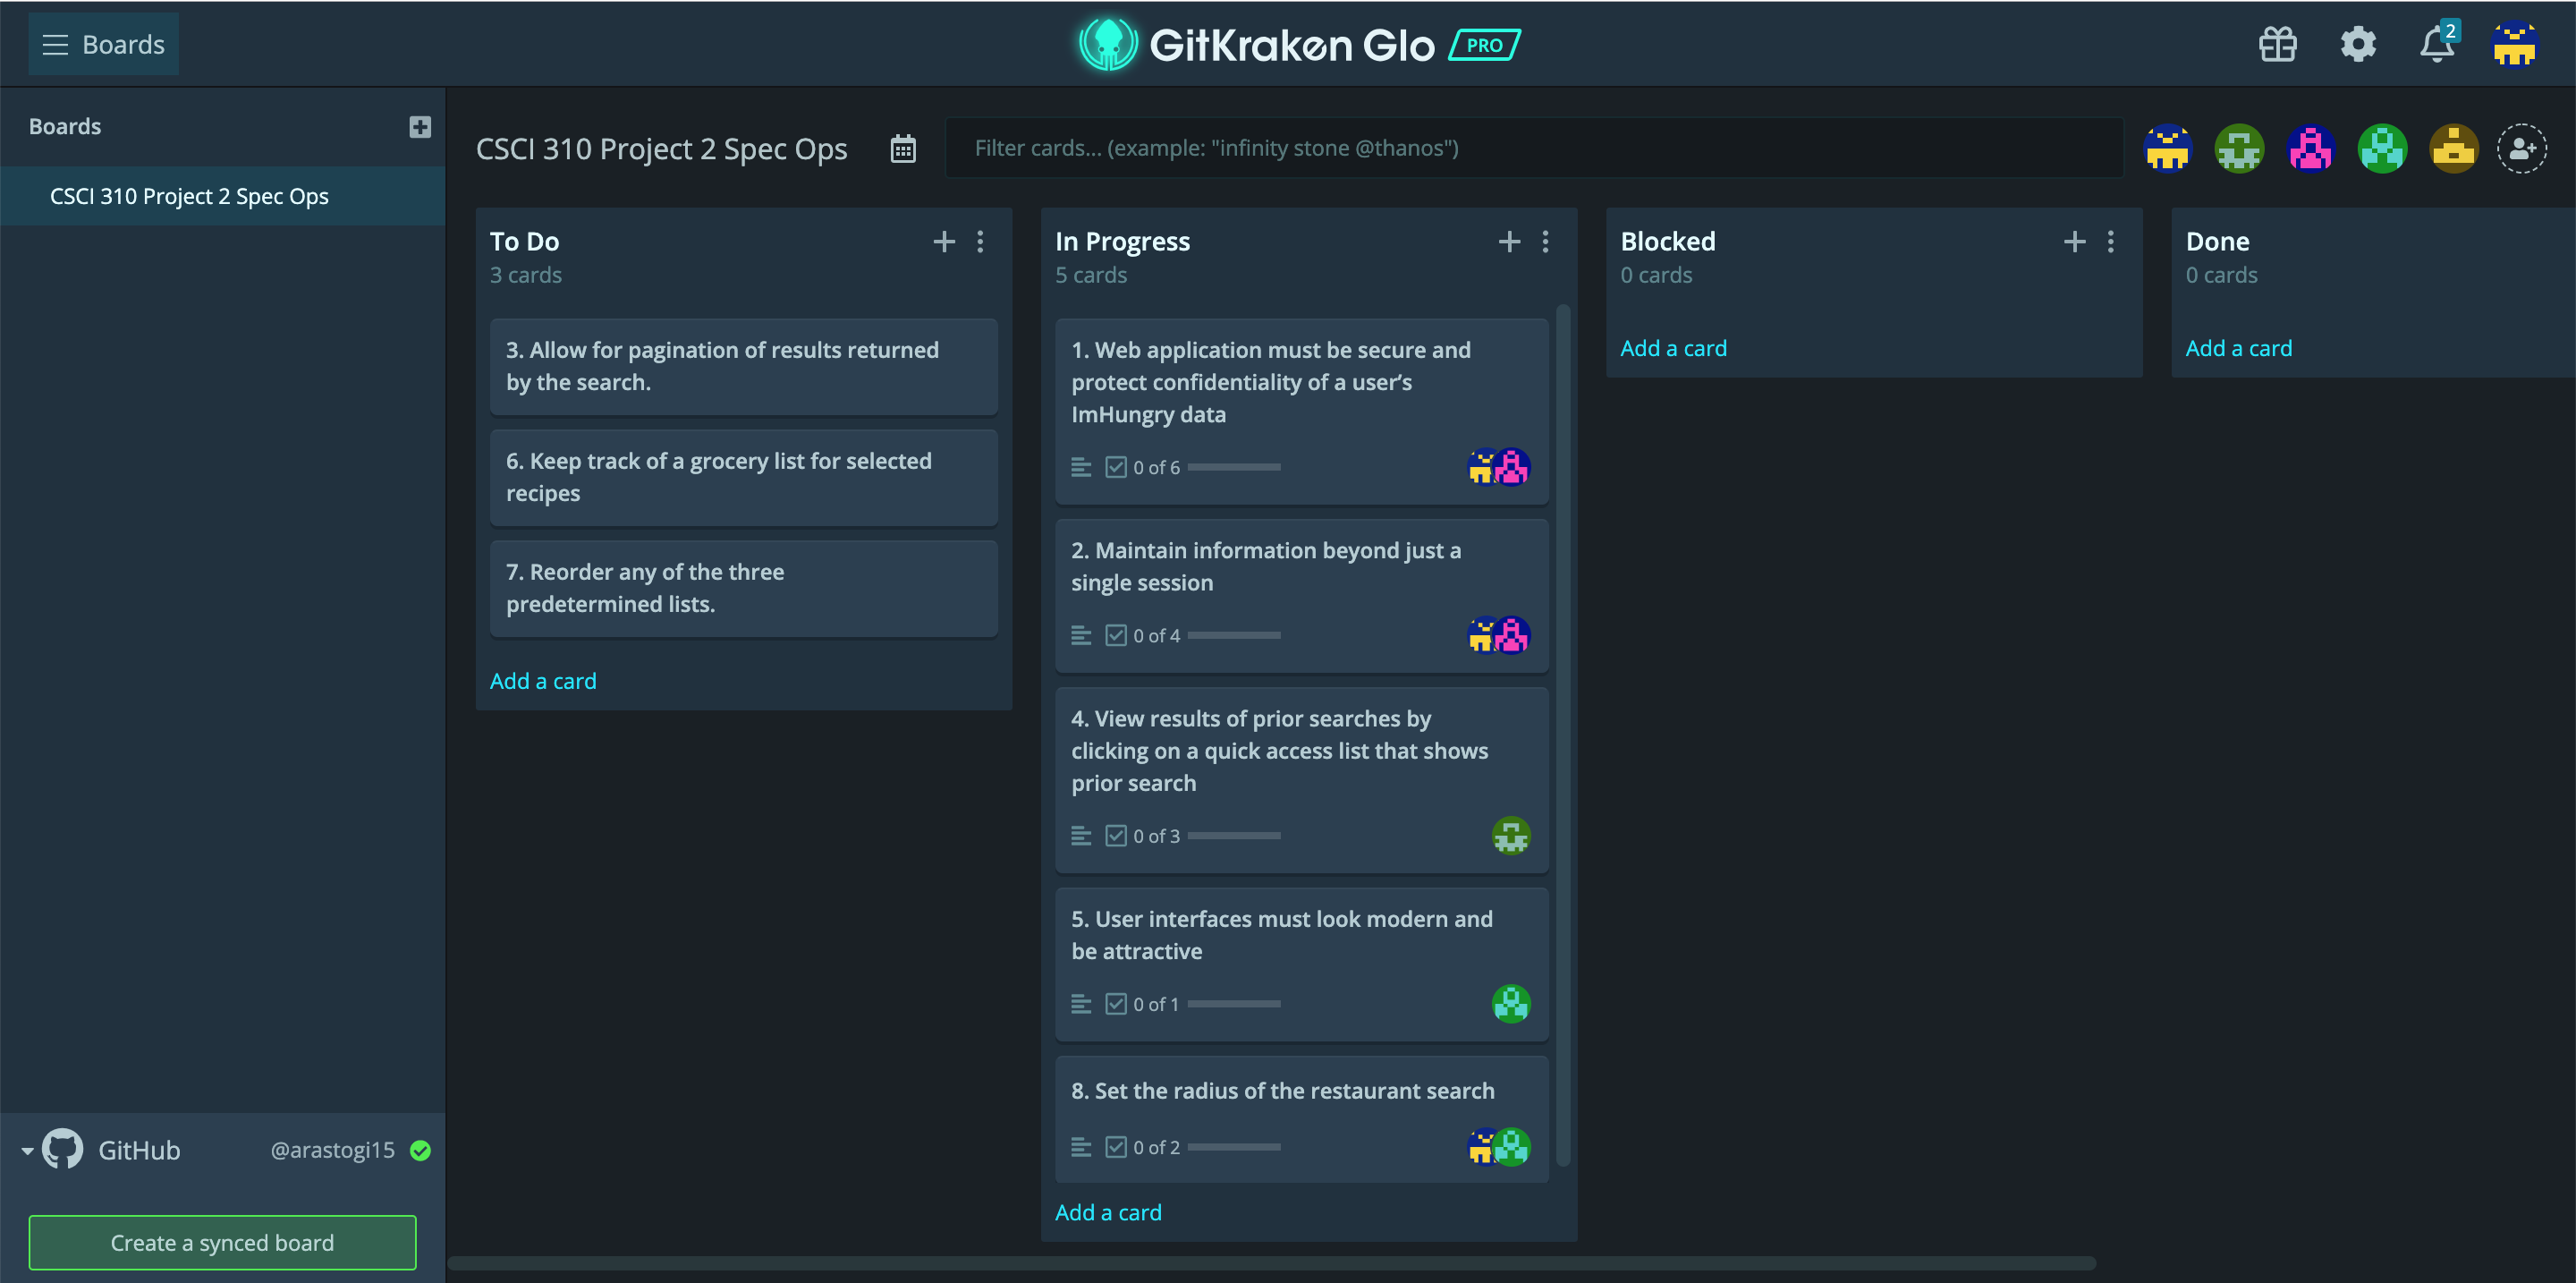 Boards
GitKraken Glo PRO
2
Boards
CSCI 310 Project 2 Spec Ops
CSCI 310 Project 2 Spec Ops
Filter cards... (example: "infinity stone @thanos")
To Do
3 cards
3. Allow for pagination of results returned
by the search.
6. Keep track of a grocery list for selected
recipes
7. Reorder any of the three
predetermined lists.
Add a card
In Progress
5 cards
1. Web application must be secure and
protect confidentiality of a user’s
ImHungry data
0 of 6
2. Maintain information beyond just a
single session
0 of 4
4. View results of prior searches by
clicking on a quick access list that shows
prior search
0 of 3
5. User interfaces must look modern and
be attractive
0 of 1
8. Set the radius of the restaurant search
0 of 2
Add a card
Blocked
0 cards
Add a card
Done
0 cards
Add a card
GitHub @arastogi15
Create a synced board